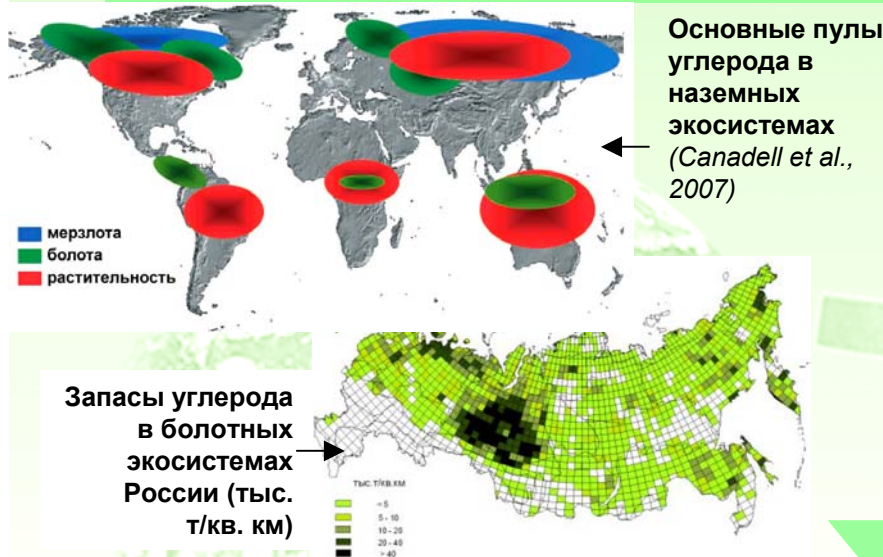 Основные пулы
углерода в
наземных
экосистемах
(Canadell et al.,
2007)
мерзлота
болота
растительность
Запасы углерода
в болотных
экосистемах
России (тыс.
т/кв. км)
тыс.т/кв.км
< 5
5 - 10
10 - 20
20 - 40
> 40